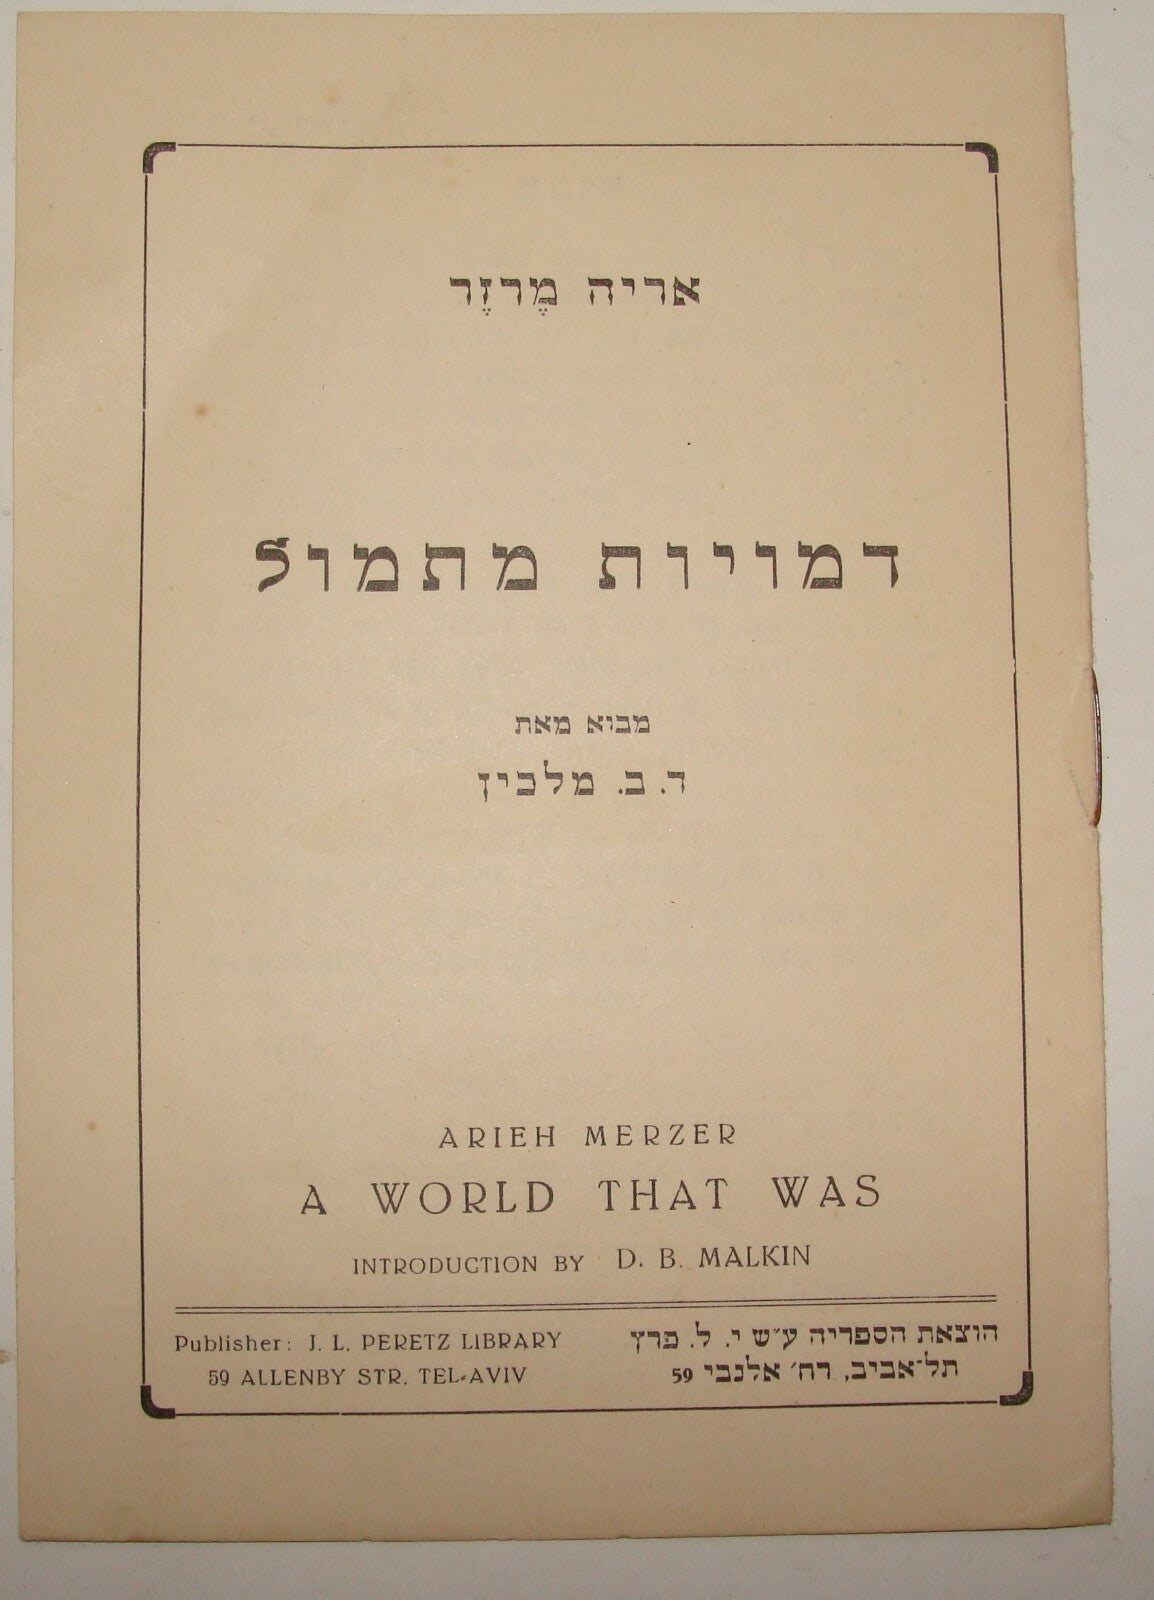 אריה מֶרזֶר
דמויות מתמול
מבוא מאת
ד. ב. מלכין
ARIEH MERZER
A WORLD THAT WAS
INTRODUCTION BY D. B. MALKIN
Publisher: J. L. PERETZ LIBRARY
59 ALLENBY STR. TEL-AVIV
הוצאת הספריה ע״ש י. ל. פרץ
תל־אביב, רח׳ אלנבי 59